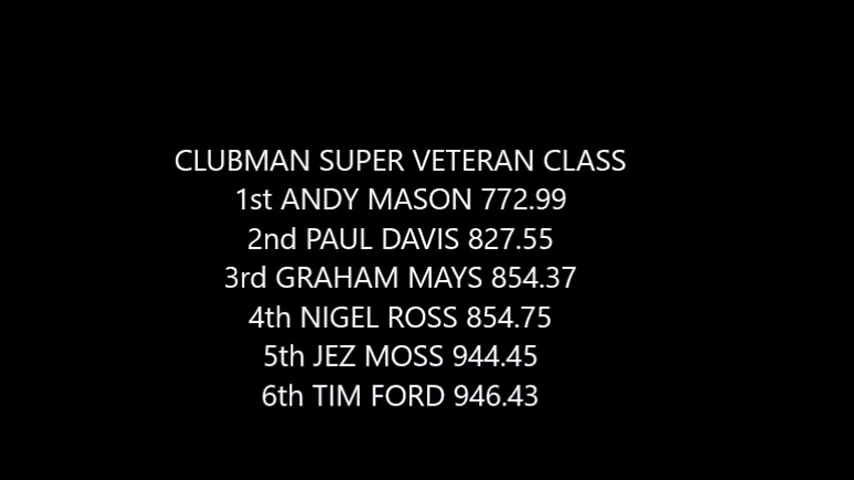 CLUBMAN SUPER VETERAN CLASS
1st ANDY MASON 772.99
2nd PAUL DAVIS 827.55
3rd GRAHAM MAYS 854.37
4th NIGEL ROSS 854.75
5th JEZ MOSS 944.45
6th TIM FORD 946.43